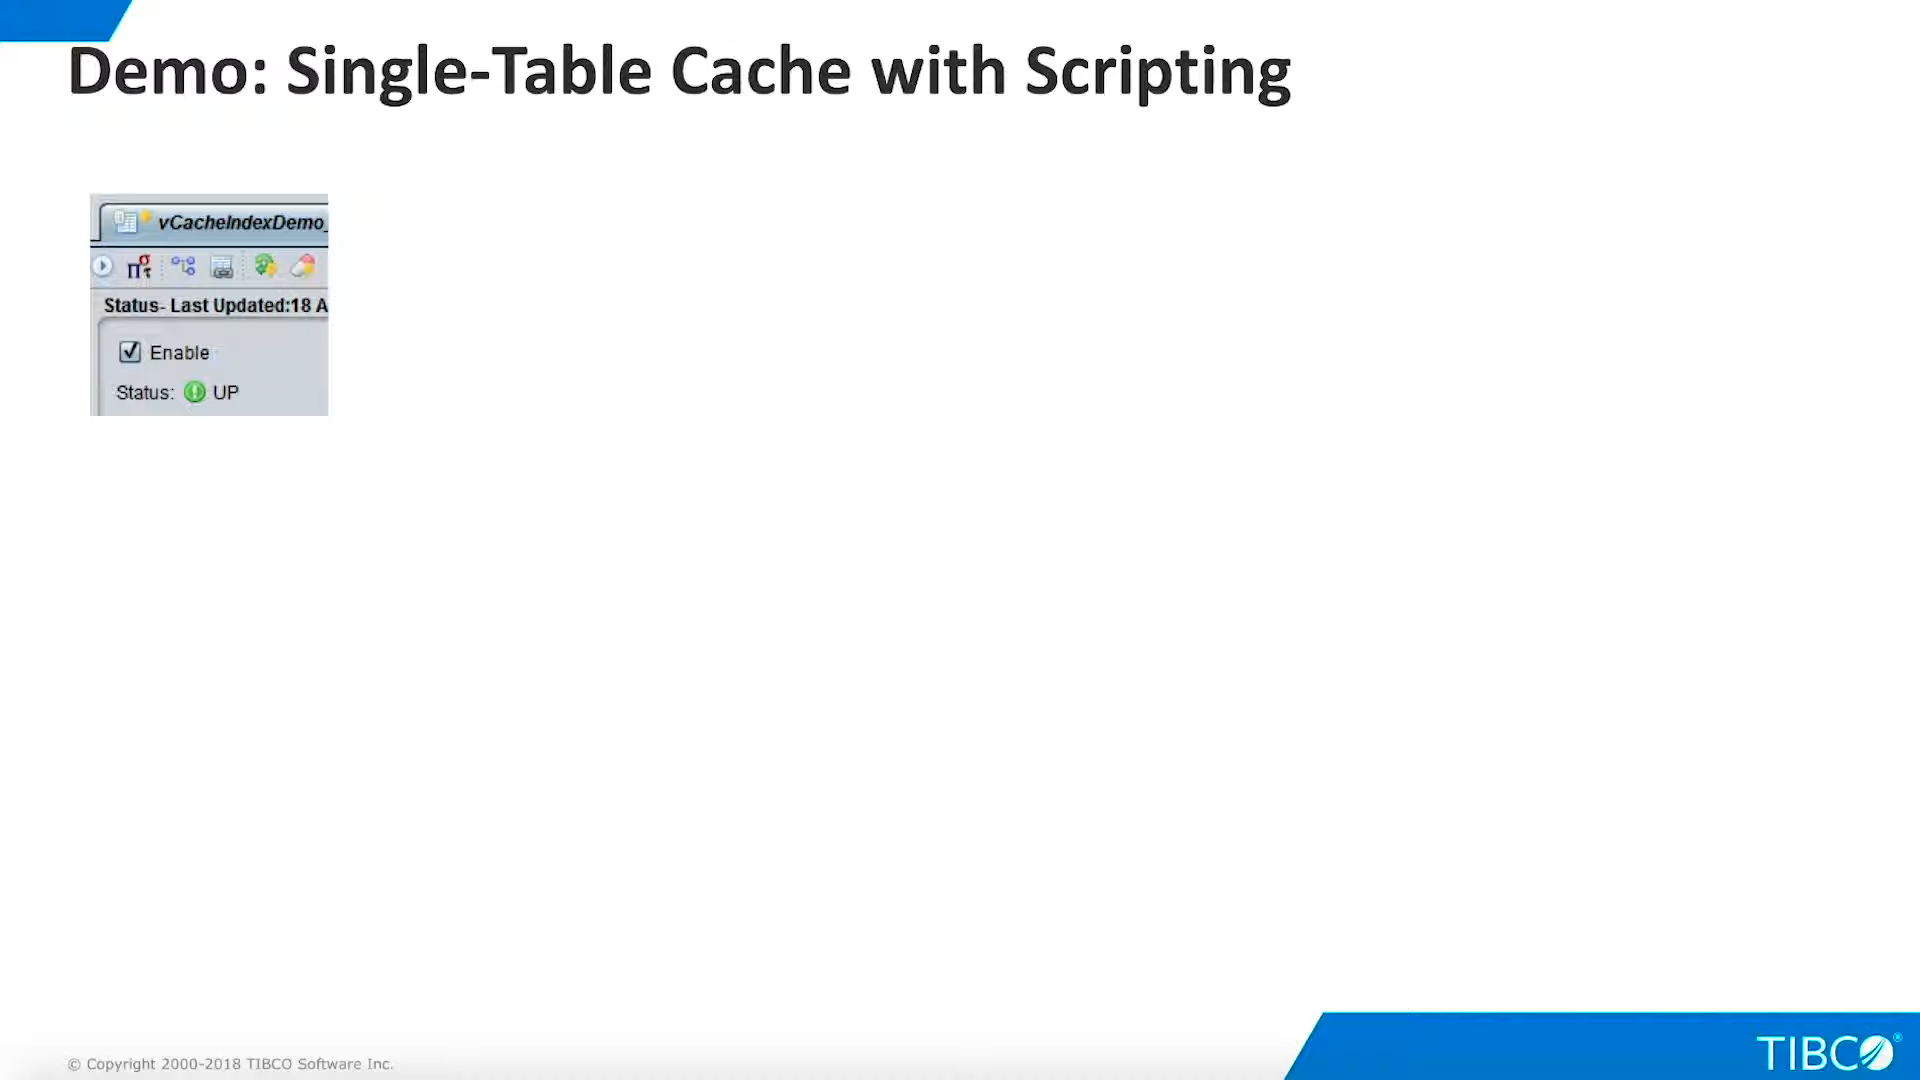 Demo: Single-Table Cache with Scripting
vCacheIndexDemo_
Status- Last Updated:18 A
Enable
Status: UP
© Copyright 2000-2018 TIBCO Software Inc.
TIBCO®